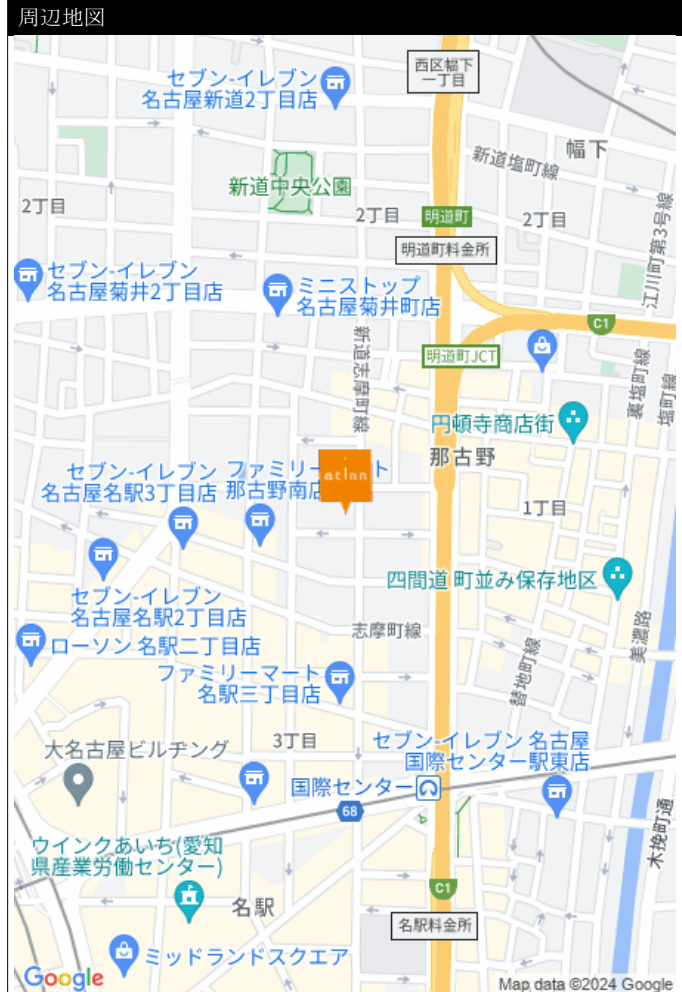 周辺地図
西区幅下
一丁目
セブン-イレブン
名古屋新道2丁目店
幅下
新道塩町線
新道中央公園
2丁目
2丁目
明道町
2丁目
江川町第3号線
明道町料金所
セブン-イレブン
名古屋菊井2丁目店
ミニストップ
名古屋菊井町店
C1
新道志摩町線
明道町JCT
裏塩町線
塩町線
円頓寺商店街
那古野
セブン-イレブン
名古屋名駅3丁目店
ファミリー
ト
那古野南店
atinn
1丁目
四間道 町並み保存地区
セブン-イレブン
名古屋名駅2丁目店
志摩町線
美濃路
ローソン 名駅二丁目店
ファミリーマート
名駅三丁目店
替地町線
3丁目
大名古屋ビルヂング
セブン-イレブン 名古屋
国際センター駅東店
国際センター
68
木挽町通
ウインクあいち(愛知
県産業労働センター)
C1
名駅
名駅料金所
ミッドランドスクエア
Google
Map data ©2024 Google